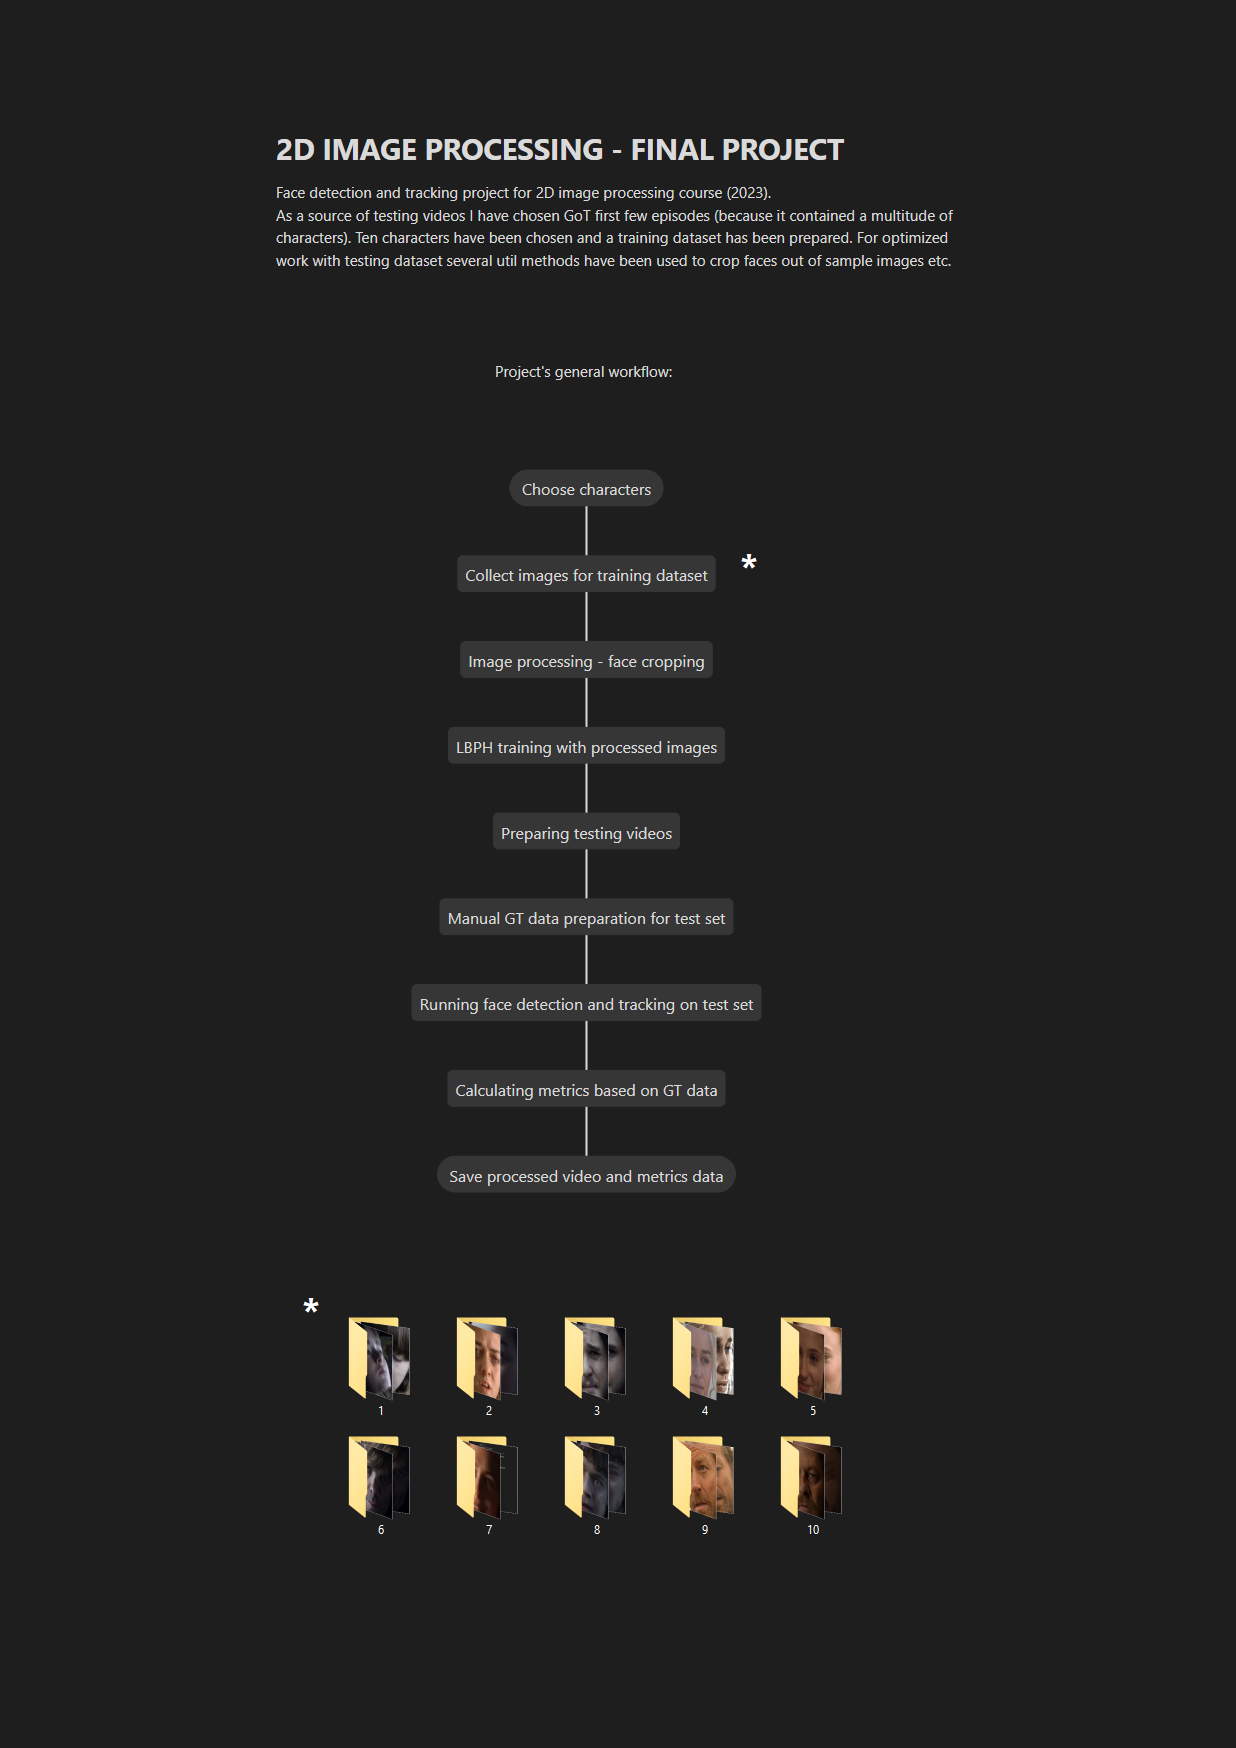 2D IMAGE PROCESSING - FINAL PROJECT
Face detection and tracking project for 2D image processing course (2023).
As a source of testing videos I have chosen GoT first few episodes (because it contained a multitude of
characters). Ten characters have been chosen and a training dataset has been prepared. For optimized
work with testing dataset several util methods have been used to crop faces out of sample images etc.
Project's general workflow:
Choose characters
Collect images for training dataset *
Image processing - face cropping
LBPH training with processed images
Preparing testing videos
Manual GT data preparation for test set
Running face detection and tracking on test set
Calculating metrics based on GT data
Save processed video and metrics data
*
1 2 3 4 5
6 7 8 9 10